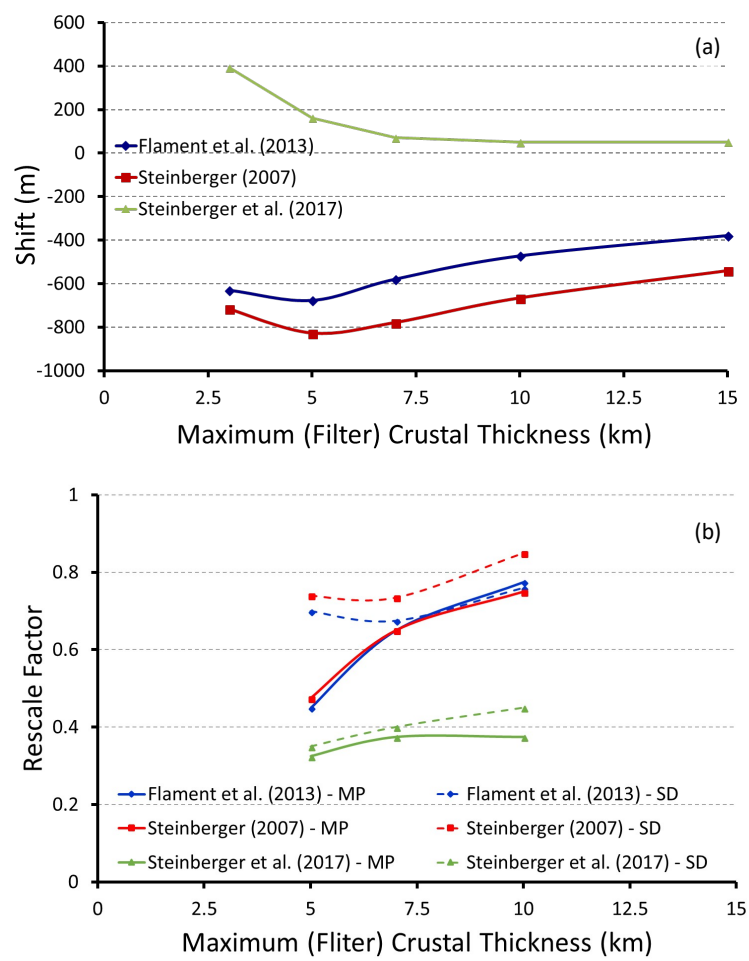 600
(a)
400
200
0
Flament et al. (2013)
Steinberger (2007)
-200
Steinberger et al. (2017)
-400
-600
-800
-1000
Shift (m)
0 2.5 5 7.5 10 12.5 15
Maximum (Filter) Crustal Thickness (km)
1
(b)
0.8
0.6
0.4
0.2
0
Rescale Factor
Flament et al. (2013) - MP Flament et al. (2013) - SD
Steinberger (2007) - MP Steinberger (2007) - SD
Steinberger et al. (2017) - MP Steinberger et al. (2017) - SD
0 2.5 5 7.5 10 12.5 15
Maximum (Fliter) Crustal Thickness (km)